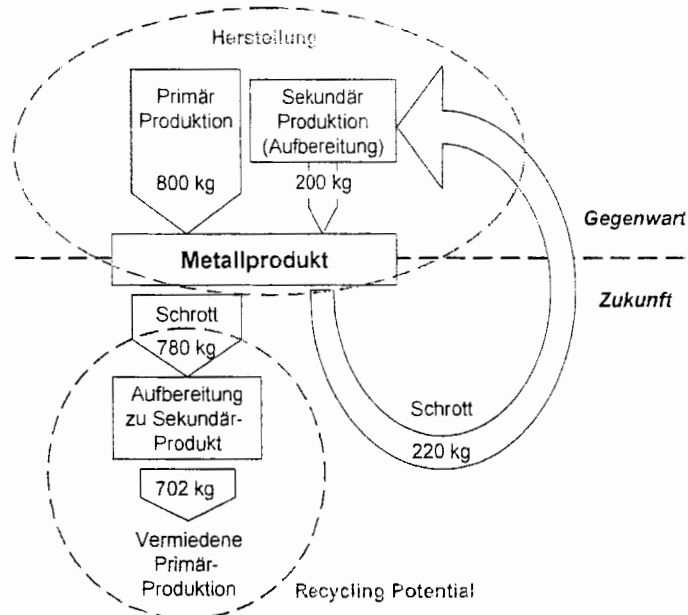 Herstellung
Primär
Produktion
800 kg
Sekundär
Produktion
(Aufbereitung)
200 kg
Gegenwart
Metallprodukt
Zukunft
Schrott
780 kg
Aufbereitung
zu Sekundär-
Produkt
Schrott
220 kg
702 kg
Vermiedene
Primär-
Produktion
Recycling Potential